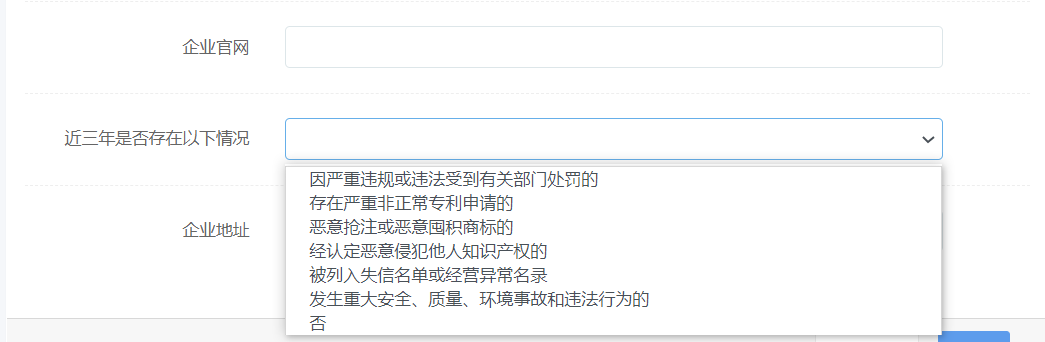 企业官网
近三年是否存在以下情况
因严重违规或违法受到有关部门处罚的
存在严重非正常专利申请的
恶意抢注或恶意囤积商标的
经认定恶意侵犯他人知识产权的
被列入失信名单或经营异常名录
发生重大安全、质量、环境事故和违法行为的
否
企业地址